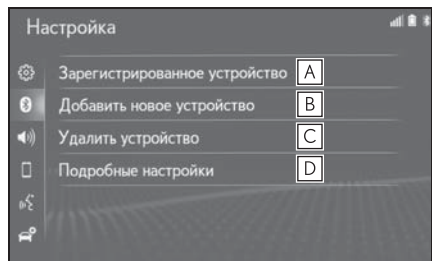 Настройка
Зарегистрированное устройство A
Добавить новое устройство B
Удалить устройство C
Подробные настройки D